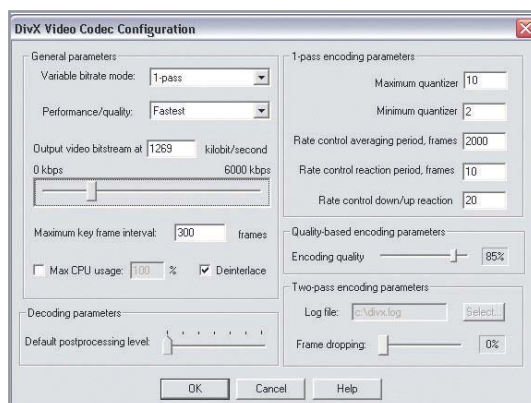 DivX Video Codec Configuration
General parameters
Variable bitrate mode: 1-pass
Performance/quality: Fastest
Output video bitstream at 1269 kilobit/second
0 kbps 6000 kbps
Maximum key frame interval: 300 frames
Max CPU usage: 100 % Deinterlace
Decoding parameters
Default postprocessing level:
1-pass encoding parameters
Maximum quantizer 10
Minimum quantizer 2
Rate control averaging period, frames 2000
Rate control reaction period, frames 10
Rate control down/up reaction 20
Quality-based encoding parameters
Encoding quality 85%
Two-pass encoding parameters
Log file: c:\divx.log Select...
Frame dropping: 0%
OK Cancel Help